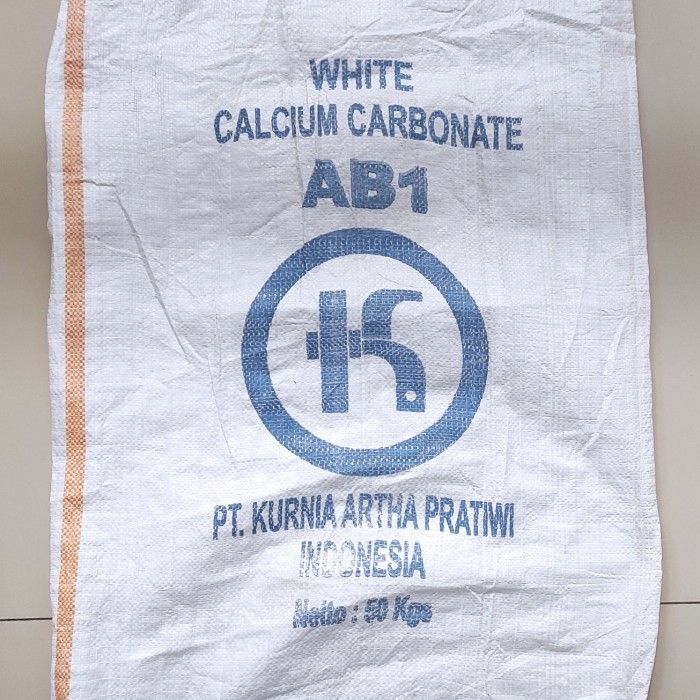 WHITE
CALCIUM CARBONATE
AB1
K
PT. KURNIA ARTHA PRATIWI
INDONESIA
Netto : 50 Kgs